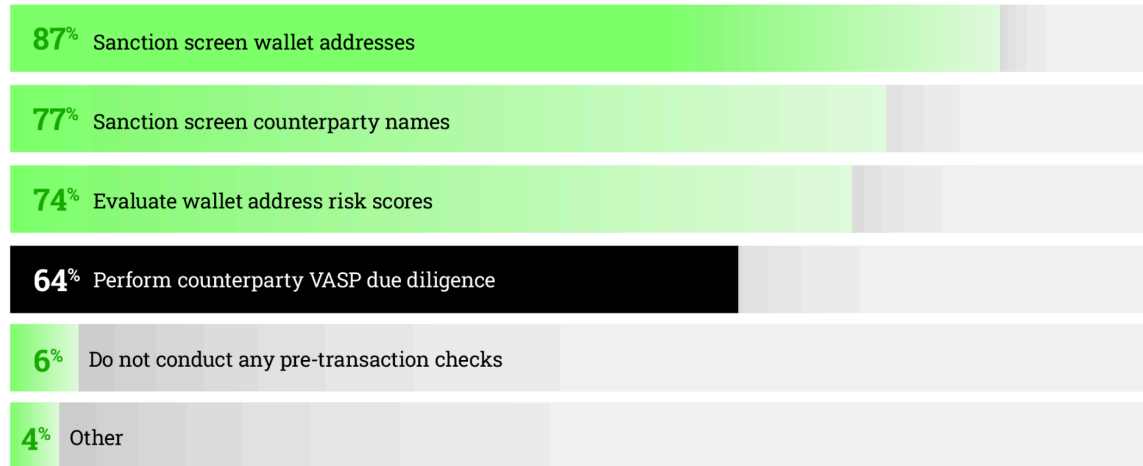 87% Sanction screen wallet addresses
77% Sanction screen counterparty names
74% Evaluate wallet address risk scores
64% Perform counterparty VASP due diligence
6% Do not conduct any pre-transaction checks
4% Other